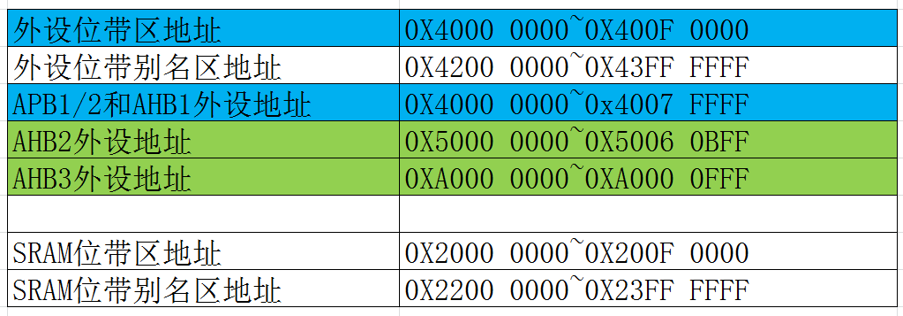 外设位带区地址 0X4000 0000~0X400F 0000
外设位带别名区地址 0X4200 0000~0X43FF FFFF
APB1/2和AHB1外设地址 0X4000 0000~0x4007 FFFF
AHB2外设地址 0X5000 0000~0X5006 0BFF
AHB3外设地址 0XA000 0000~0XA000 0FFF
SRAM位带区地址 0X2000 0000~0X200F 0000
SRAM位带别名区地址 0X2200 0000~0X23FF FFFF